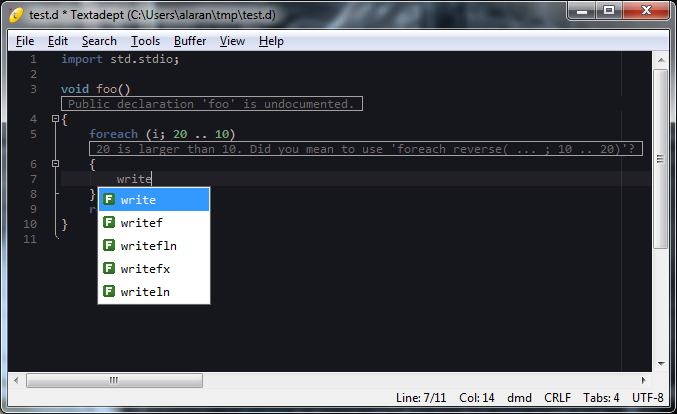 test.d * Textadept (C:\Users\alaran\tmp\test.d)
File Edit Search Tools Buffer View Help
1 import std.stdio;
2
3 void foo()
Public declaration 'foo' is undocumented.
4 {
5 foreach (i; 20 .. 10)
20 is larger than 10. Did you mean to use 'foreach_reverse( ... ; 10 .. 20)'?
6 {
7 write
8 }
write
9 re
writef
10 }
writefln
11
writefx
writeln
Line: 7/11 Col: 14 dmd CRLF Tabs: 4 UTF-8